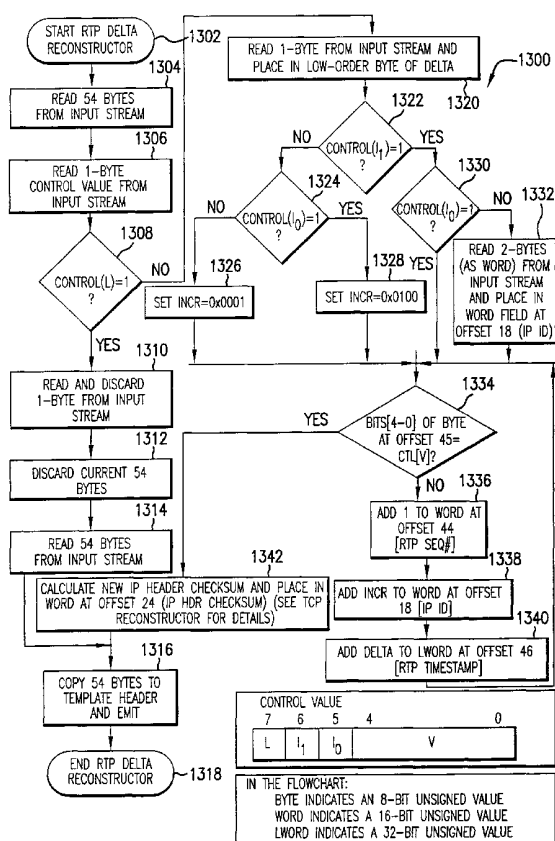 START RTP DELTA
RECONSTRUCTOR
1302
1304
READ 54 BYTES
FROM INPUT STREAM
1306
READ 1-BYTE
CONTROL VALUE FROM
INPUT STREAM
1308
CONTROL(L)=1
?
NO
YES
1310
READ AND DISCARD
1-BYTE FROM INPUT
STREAM
1312
DISCARD CURRENT 54
BYTES
1314
READ 54 BYTES
FROM INPUT STREAM
READ 1-BYTE FROM INPUT STREAM AND
PLACE IN LOW-ORDER BYTE OF DELTA
1320
1300
1322
CONTROL(I1)=1
?
NO
YES
1324
CONTROL(I0)=1
?
NO
YES
1326
SET INCR=0x0001
1328
SET INCR=0x0100
1330
CONTROL(I0)=1
?
NO
YES
1332
READ 2-BYTES
(AS WORD) FROM
INPUT STREAM
AND PLACE IN
WORD FIELD AT
OFFSET 18 (IP ID)
1334
BITS[4-0] OF BYTE
AT OFFSET 45=
CTL[V]?
YES
NO
1336
ADD 1 TO WORD AT
OFFSET 44
[RTP SEQ#]
1338
ADD INCR TO WORD AT OFFSET
18 [IP ID]
1340
ADD DELTA TO LWORD AT OFFSET 46
[RTP TIMESTAMP]
1342
CALCULATE NEW IP HEADER CHECKSUM AND PLACE IN
WORD AT OFFSET 24 (IP HDR CHECKSUM) (SEE TCP
RECONSTRUCTOR FOR DETAILS)
1316
COPY 54 BYTES TO
TEMPLATE HEADER
AND EMIT
END RTP DELTA
RECONSTRUCTOR
1318
CONTROL VALUE
7 6 5 4 0
L I1 I0 V
IN THE FLOWCHART:
BYTE INDICATES AN 8-BIT UNSIGNED VALUE
WORD INDICATES A 16-BIT UNSIGNED VALUE
LWORD INDICATES A 32-BIT UNSIGNED VALUE